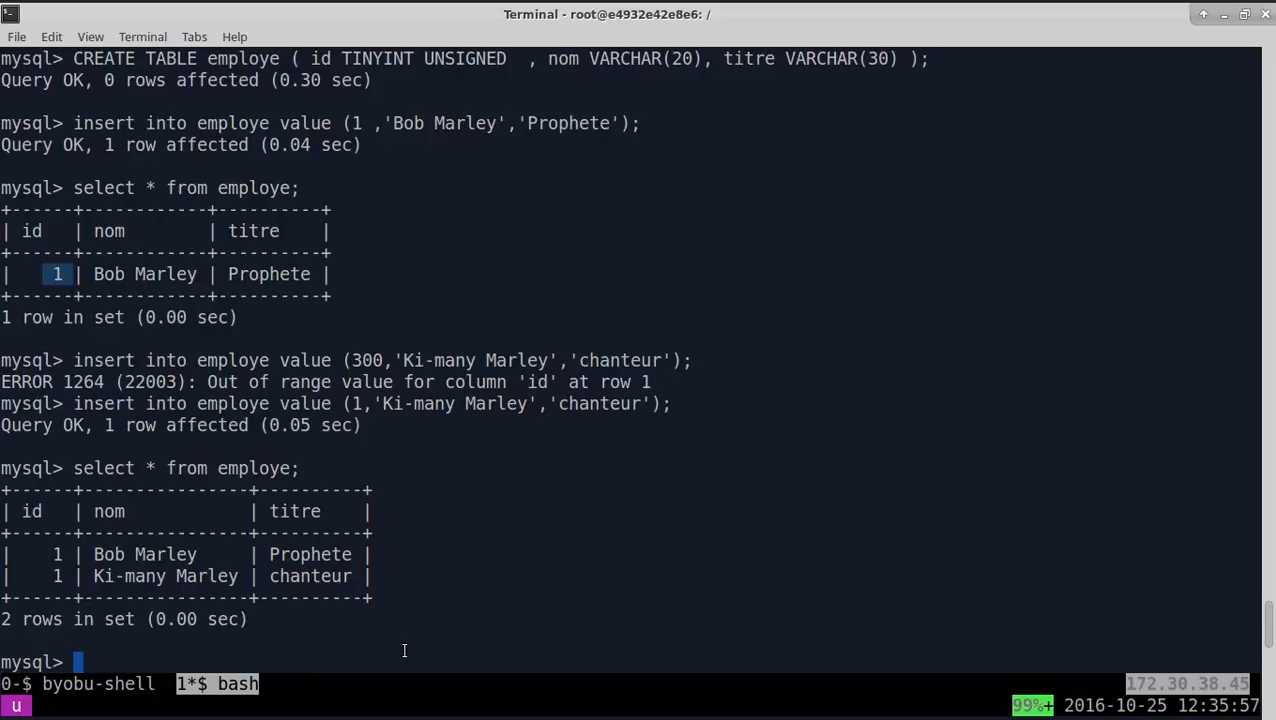 Terminal - root@e4932e42e8e6: /
File Edit View Terminal Tabs Help
mysql> CREATE TABLE employe ( id TINYINT UNSIGNED  , nom VARCHAR(20), titre VARCHAR(30) );
Query OK, 0 rows affected (0.30 sec)
mysql> insert into employe value (1 ,'Bob Marley','Prophete');
Query OK, 1 row affected (0.04 sec)
mysql> select * from employe;
+------+------------+----------+
| id   | nom        | titre    |
+------+------------+----------+
|    1 | Bob Marley | Prophete |
+------+------------+----------+
1 row in set (0.00 sec)
mysql> insert into employe value (300,'Ki-many Marley','chanteur');
ERROR 1264 (22003): Out of range value for column 'id' at row 1
mysql> insert into employe value (1,'Ki-many Marley','chanteur');
Query OK, 1 row affected (0.05 sec)
mysql> select * from employe;
+------+----------------+----------+
| id   | nom            | titre    |
+------+----------------+----------+
|    1 | Bob Marley     | Prophete |
|    1 | Ki-many Marley | chanteur |
+------+----------------+----------+
2 rows in set (0.00 sec)
mysql>
0-$ byobu-shell  1*$ bash 172.30.38.45
u 99%+ 2016-10-25 12:35:57